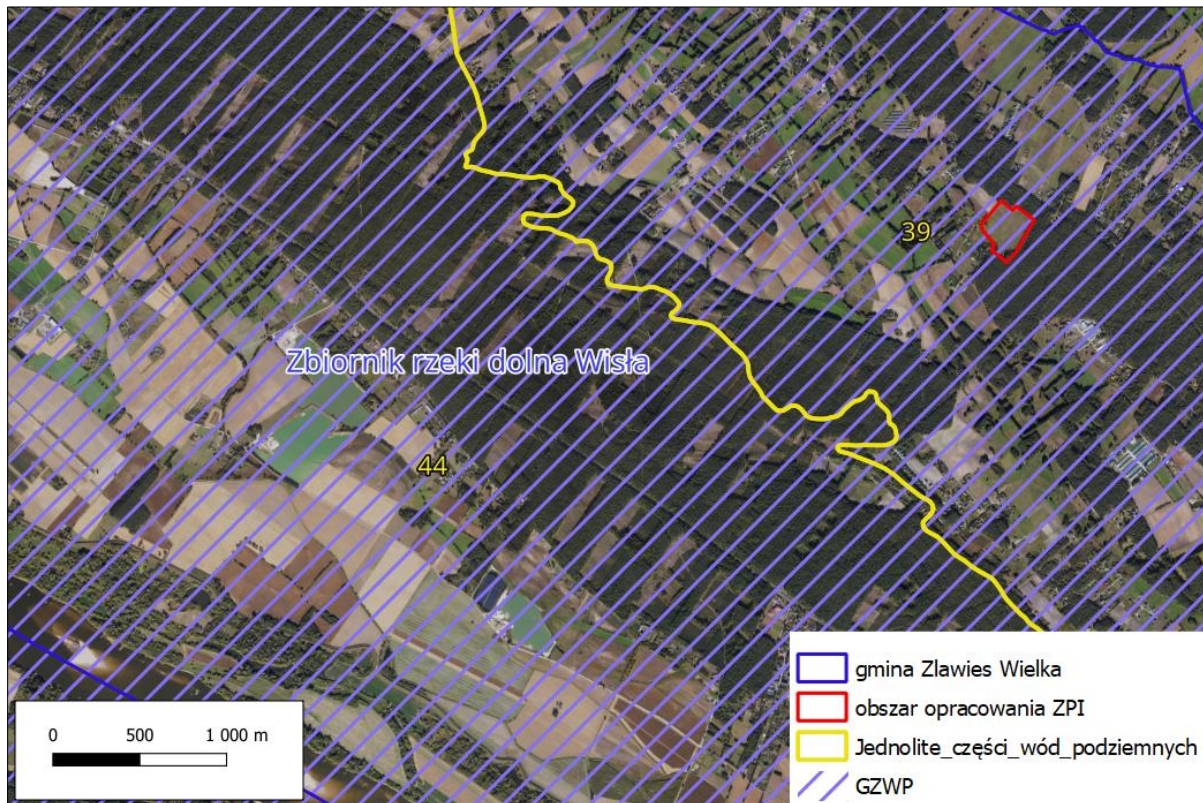 39
Zbiornik rzeki dolna Wisła
44
gmina Zlawies Wielka
obszar opracowania ZPI
Jednolite_części_wód_podziemnych
GZWP
0 500 1 000 m